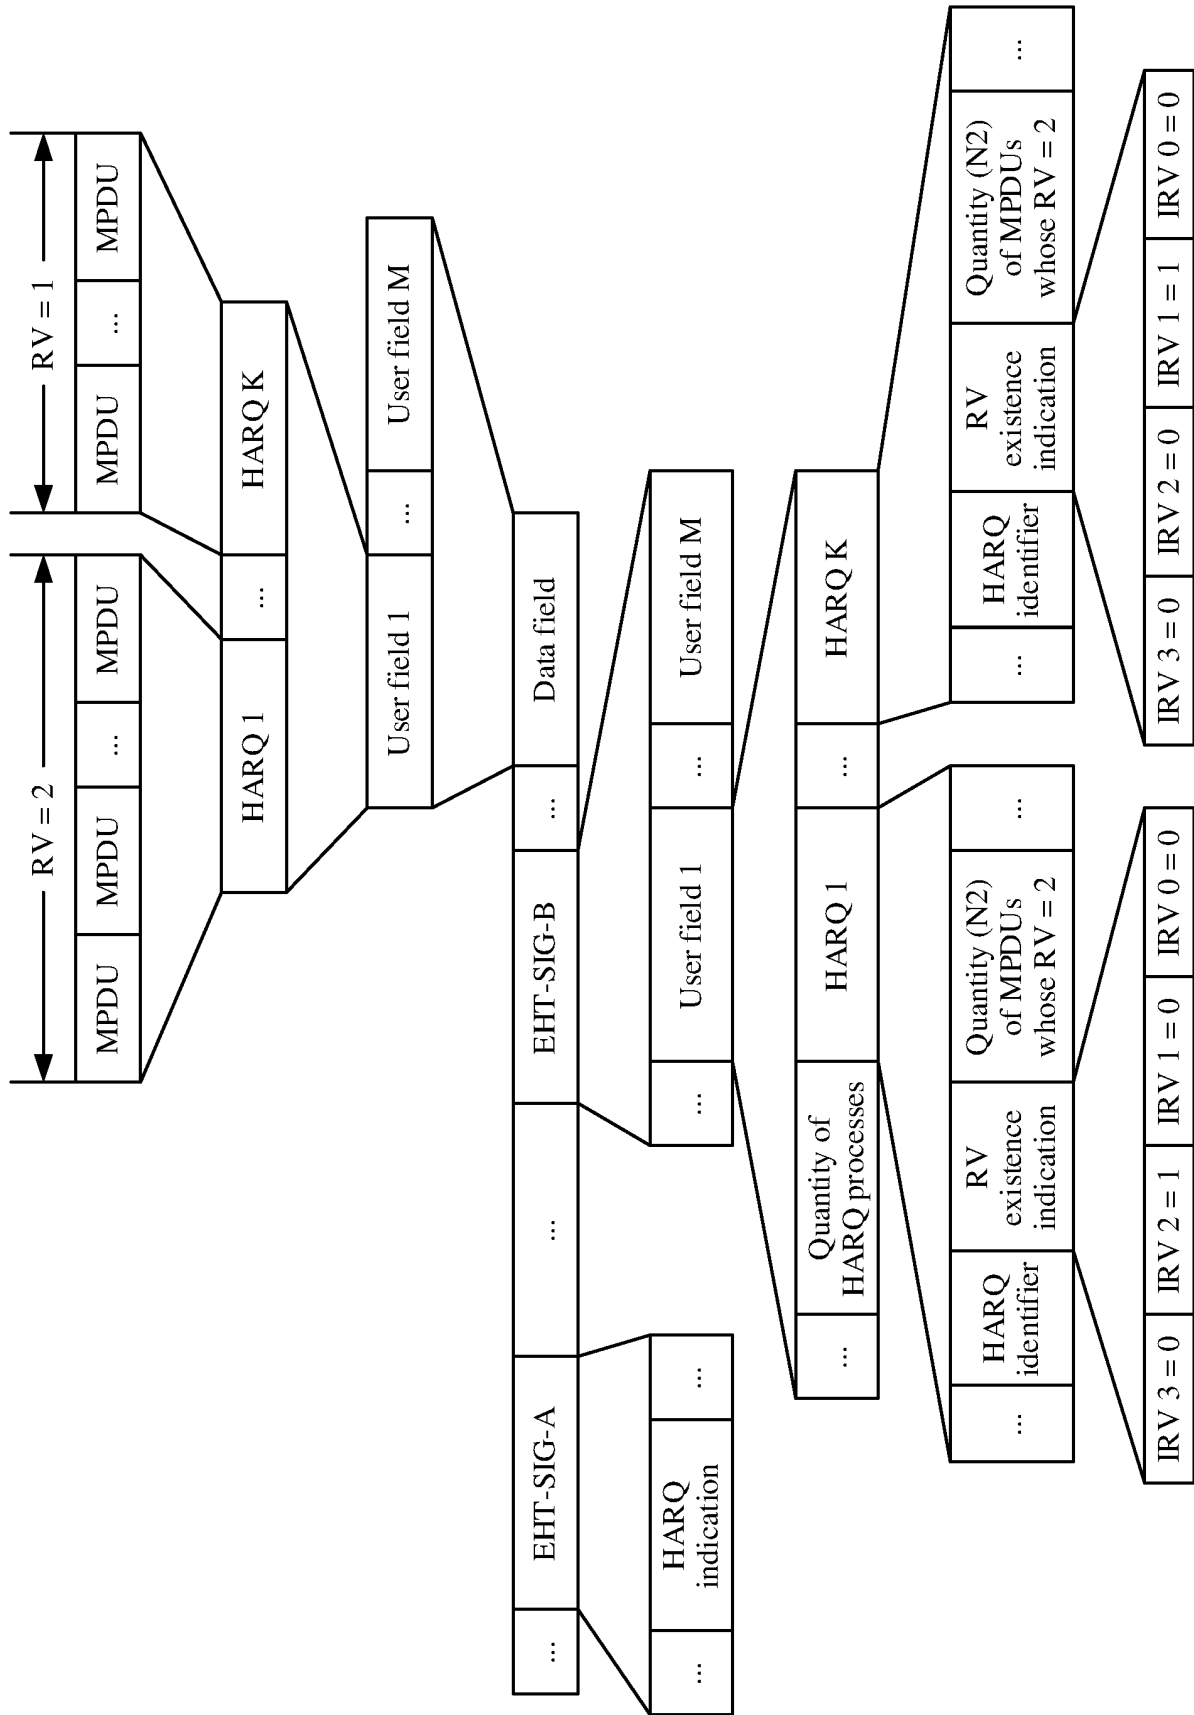 RV = 2
RV = 1
MPDU
MPDU
...
MPDU
MPDU
...
MPDU
HARQ 1
...
HARQ K
User field 1
...
User field M
...
EHT-SIG-A
...
EHT-SIG-B
...
Data field
...
HARQ
indication
...
...
User field 1
...
User field M
...
Quantity of
HARQ processes
HARQ 1
...
HARQ K
...
HARQ
identifier
RV
existence
indication
Quantity (N2)
of MPDUs
whose RV = 2
...
...
HARQ
identifier
RV
existence
indication
Quantity (N2)
of MPDUs
whose RV = 2
...
IRV 3 = 0
IRV 2 = 1
IRV 1 = 0
IRV 0 = 0
IRV 3 = 0
IRV 2 = 0
IRV 1 = 1
IRV 0 = 0